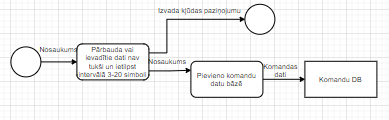 Izvada kļūdas paziņojumu
Nosaukums
Pārbauda vai
ievadītie dati nav
tukši un ietilpst
intervālā 3-20 simboli
Nosaukums
Pievieno komandu
datu bāzē
Komandas
dati
Komandu DB